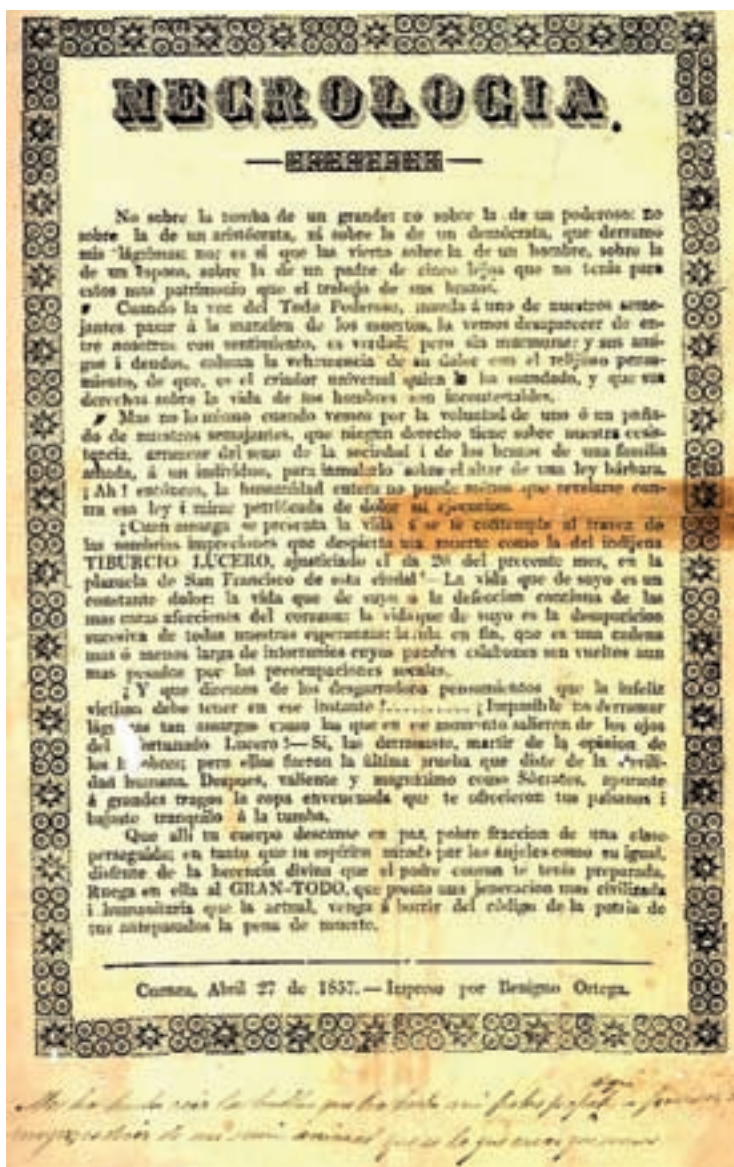 NECROLOGIA.
No sobre la tumba de un grande: no sobre la de un poderoso: no
sobre la de un aristócrata, ni sobre la de un demócrata, que derramo
mis lágrimas: no: es si que las vierto sobre la de un hombre, sobre la
de un esposo, sobre la de un padre de cinco hijos que no tenia para
estos mas patrimonio que el trabajo de sus brazos.
Cuando la voz del Todo Poderoso, manda á uno de nuestros seme-
jantes pasar á la mancion de los muertos, la vemos desaparecer de en-
tre nosotros con sentimiento, es verdad; pero sin murmurar: y sus ami-
gos i deudos, calman la vehemencia de su dolor con el relijioso pensa-
miento, de que, es el criador universal quien lo ha mandado, y que sus
derechos sobre la vida de los hombres son incontestables.
Mas no lo mismo cuando vemos por la voluntad de uno ó un puña-
do de nuestros semejantes, que ningun derecho tiene sobre nuestra exis-
tencia, arrancar del seno de la sociedad i de los brazos de una familia
amada, á un individuo, para inmolarlo sobre el altar de una ley bárbara.
¡Ah! entónces, la humanidad entera no puede ménos que revelarse con-
tra esa ley i mirar petrificada de dolor su ejecucion.
¡Cuán amarga se presenta la vida si se le contempla al travez de
las sombrias impreciones que despierta una muerte como la del indijena
TIBURCIO LUCERO, ajusticiado el dia 20 del precente mes, en la
plazuela de San Francisco de esta ciudad! La vida que de suyo es un
constante dolor: la vida que de suyo es la defeccion continua de las
mas caras afecciones del corazon: la vida que de suyo es la desaparicion
sucesiva de todas nuestras esperanzas: la vida en fin, que es una cadena
mas ó menos larga de infortunios cuyos pesados eslabones son vueltos aun
mas pesados por las preocupaciones sociales.
¿Y que diremos de los desgarradores pensamientos que la infeliz
victima debe tener en ese instante?.......... ¡Imposible no derramar
lágrimas tan amargas como las que en ese momento salieron de los ojos
del fortunado Lucero!—Sí, las derramaste, martir de la opinion de
los hombres; pero ellas fueron la última prueba que diste de la
dad humana. Despues, valiente y magnánimo como Sócrates, apuraste
á grandes tragos la copa envenenada que te ofrecieron tus paisanos i
bajaste tranquilo á la tumba.
Que alli tu cuerpo descanse en paz, pobre fraccion de una clase
perseguida; en tanto que tu espíritu mirado por los ánjeles como su igual,
disfrute de la herencia divina que el padre comun te tenia preparada.
Ruega en ella al GRAN-TODO, que pronto una jeneracion mas civilizada
i humanitaria que la actual, venga á borrar del código de la patria de
tus antepasados la pena de muerte.
Cuenca, Abril 27 de 1857.—Impreso por Benigno Ortega.